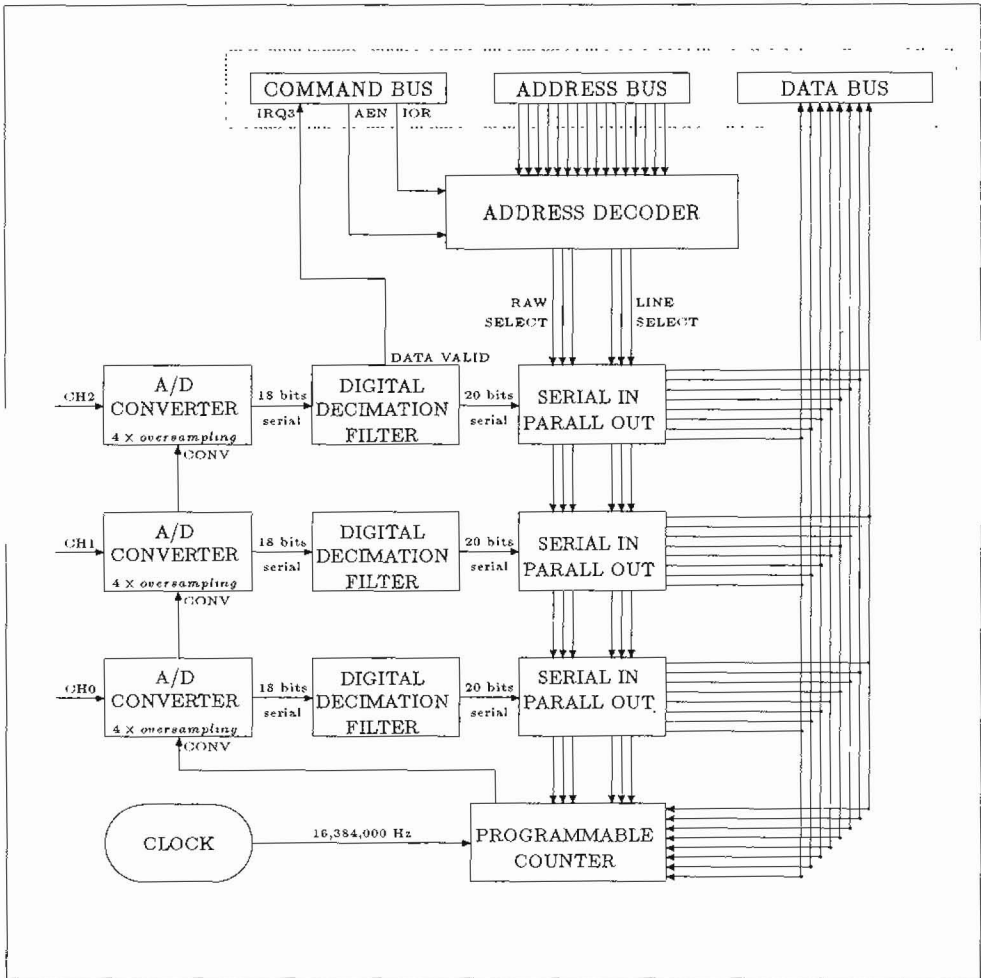 COMMAND BUS
ADDRESS BUS
DATA BUS
IRQ3
AEN
IOR
ADDRESS DECODER
RAW
SELECT
LINE
SELECT
DATA VALID
CH2
A/D
CONVERTER
4 × oversampling
CONV
18 bits
serial
DIGITAL
DECIMATION
FILTER
20 bits
serial
SERIAL IN
PARALL OUT
CH1
A/D
CONVERTER
4 × oversampling
CONV
18 bits
serial
DIGITAL
DECIMATION
FILTER
20 bits
serial
SERIAL IN
PARALL OUT
CH0
A/D
CONVERTER
4 × oversampling
CONV
18 bits
serial
DIGITAL
DECIMATION
FILTER
20 bits
serial
SERIAL IN
PARALL OUT
CLOCK
16,384,000 Hz
PROGRAMMABLE
COUNTER